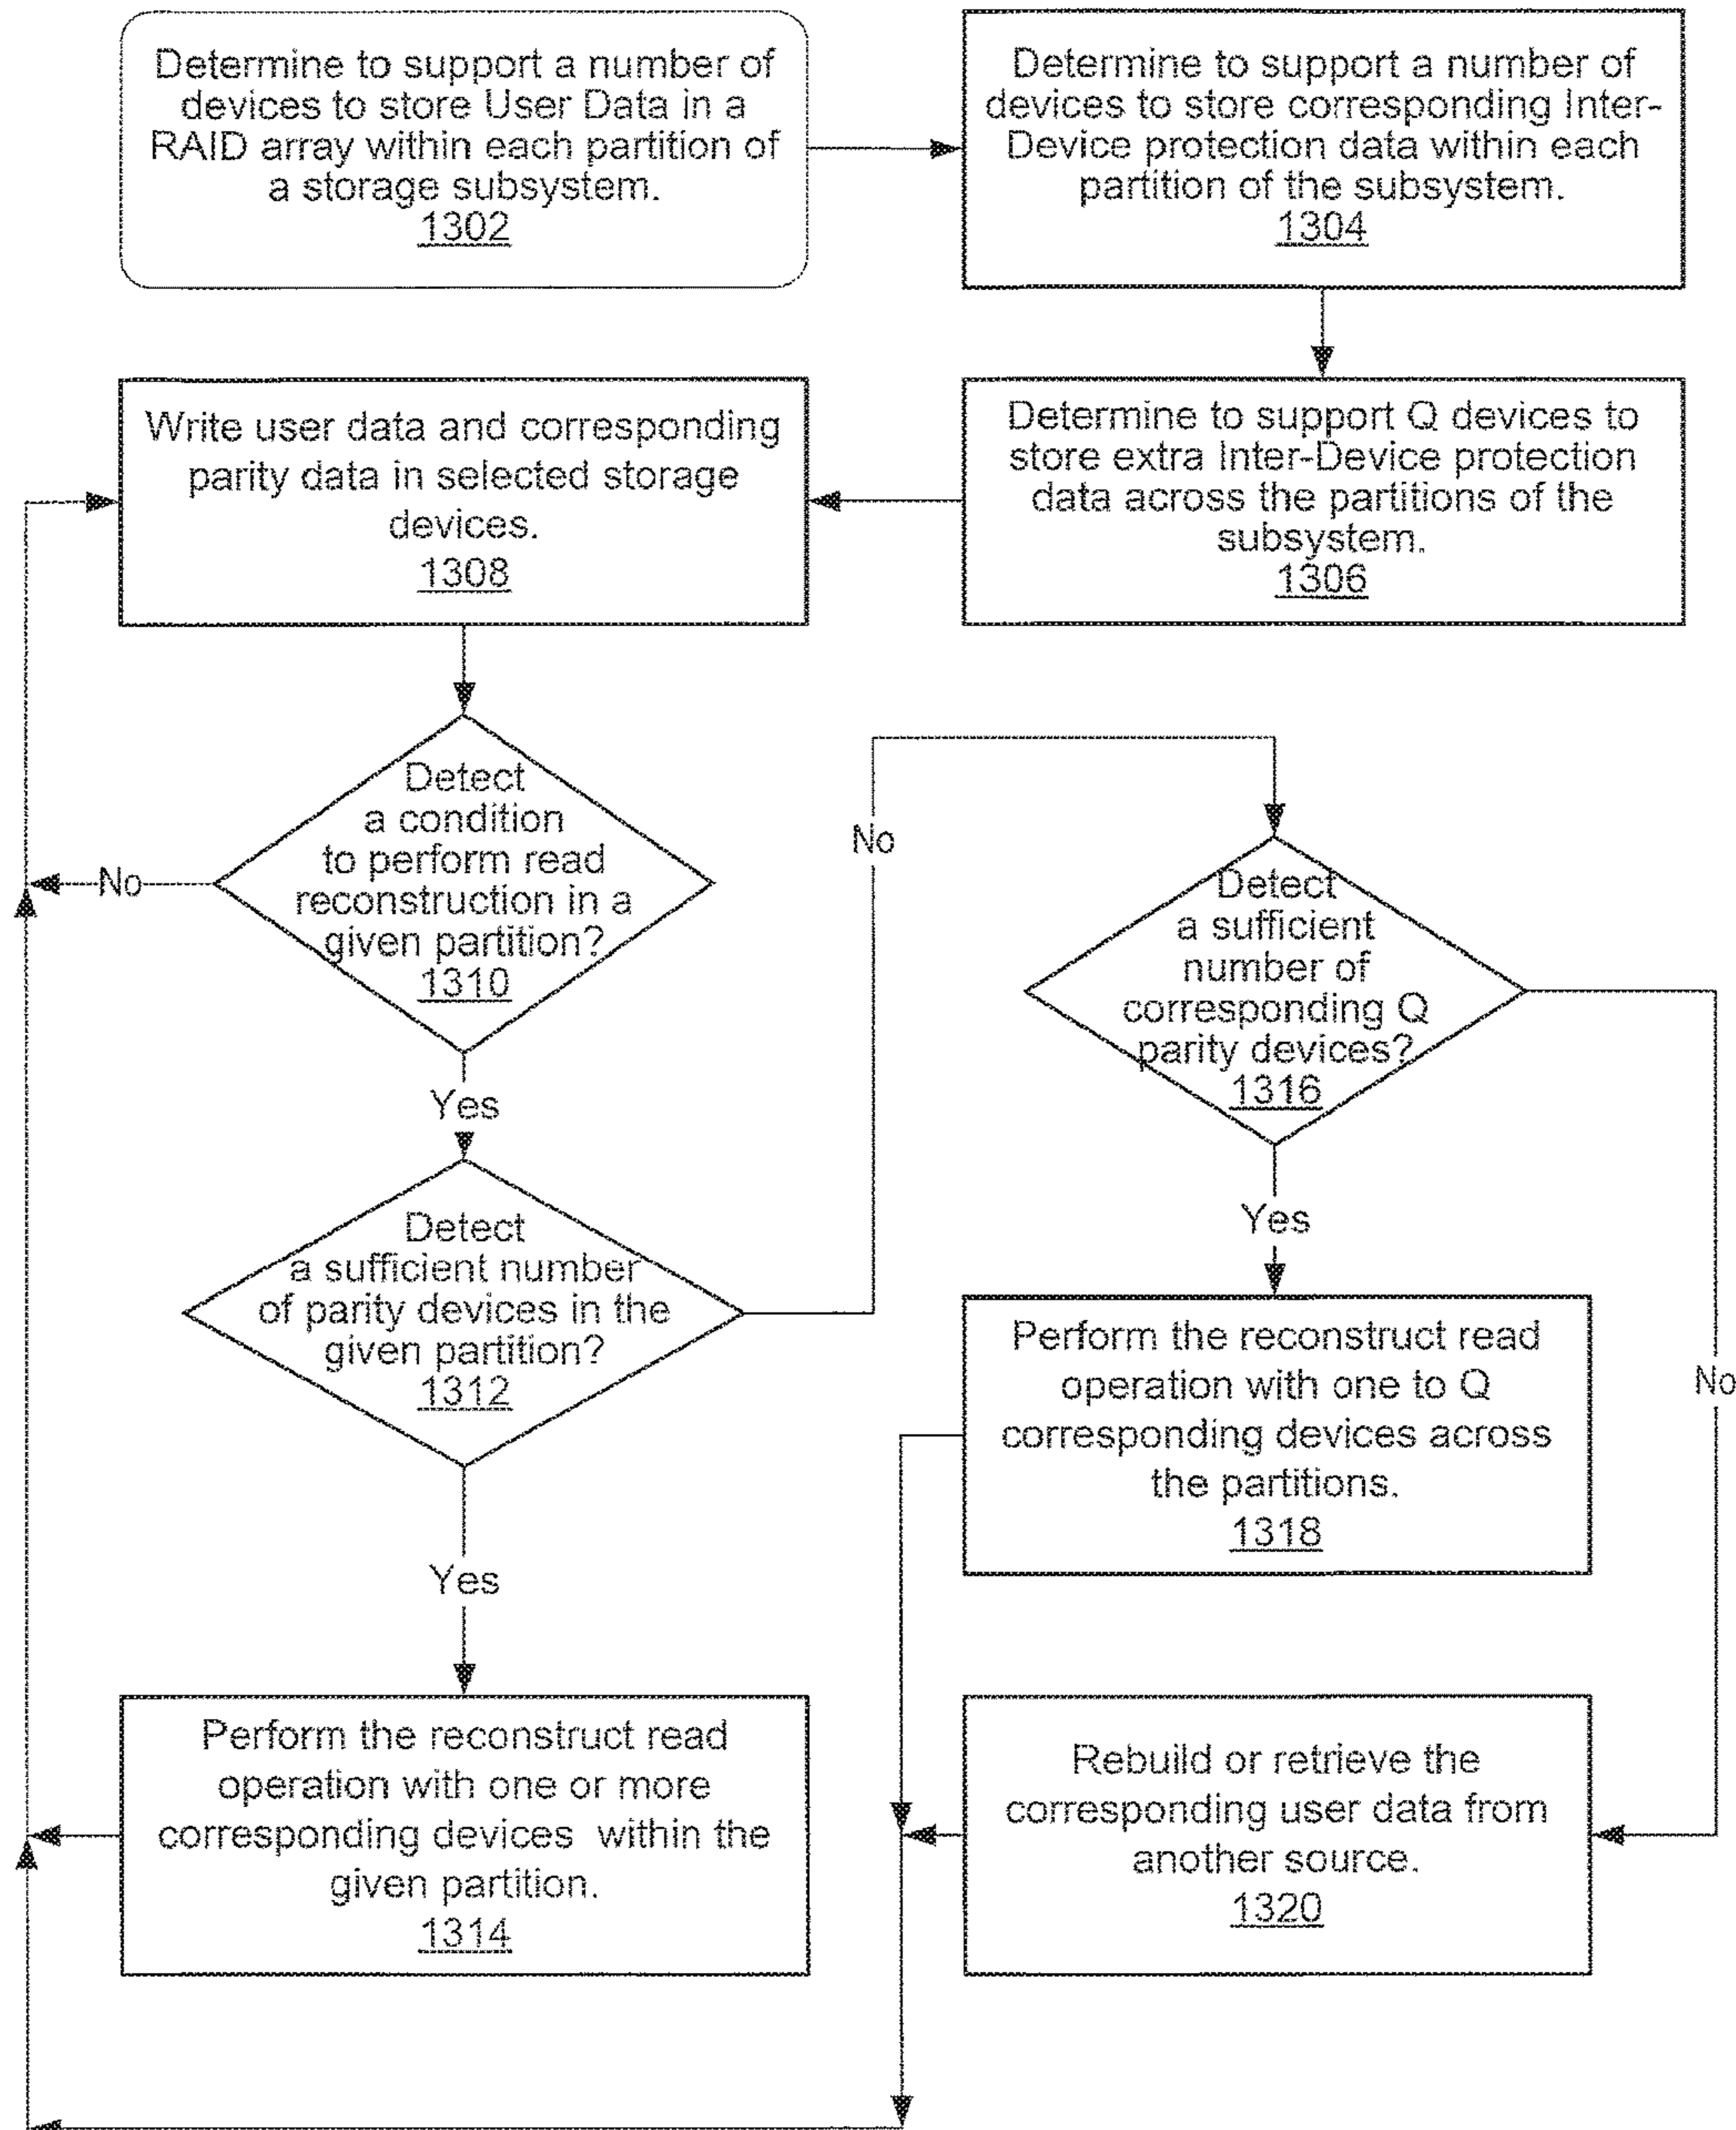 Determine to support a number of
devices to store User Data in a
RAID array within each partition of
a storage subsystem.
1302
Determine to support a number of
devices to store corresponding Inter-
Device protection data within each
partition of the subsystem.
1304
Determine to support Q devices to
store extra Inter-Device protection
data across the partitions of the
subsystem.
1306
Write user data and corresponding
parity data in selected storage
devices.
1308
Detect
a condition
to perform read
reconstruction in a
given partition?
1310
No
Yes
Detect
a sufficient number
of parity devices in the
given partition?
1312
No
Yes
Perform the reconstruct read
operation with one or more
corresponding devices within the
given partition.
1314
Detect
a sufficient
number of
corresponding Q
parity devices?
1316
No
Yes
Perform the reconstruct read
operation with one to Q
corresponding devices across
the partitions.
1318
Rebuild or retrieve the
corresponding user data from
another source.
1320